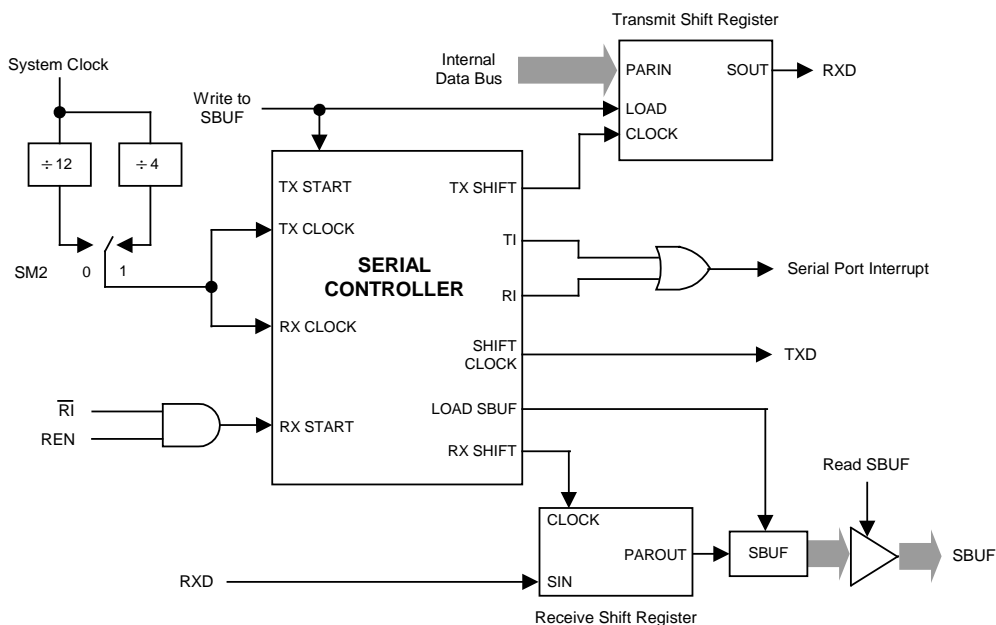 Transmit Shift Register
System Clock
Internal
Data Bus
PARIN
SOUT
RXD
Write to
SBUF
LOAD
CLOCK
÷ 12
÷ 4
TX START
TX SHIFT
TX CLOCK
TI
SM2
0
1
SERIAL
CONTROLLER
Serial Port Interrupt
RI
RX CLOCK
SHIFT
CLOCK
TXD
RI
REN
RX START
LOAD SBUF
RX SHIFT
Read SBUF
CLOCK
PAROUT
SBUF
SBUF
RXD
SIN
Receive Shift Register